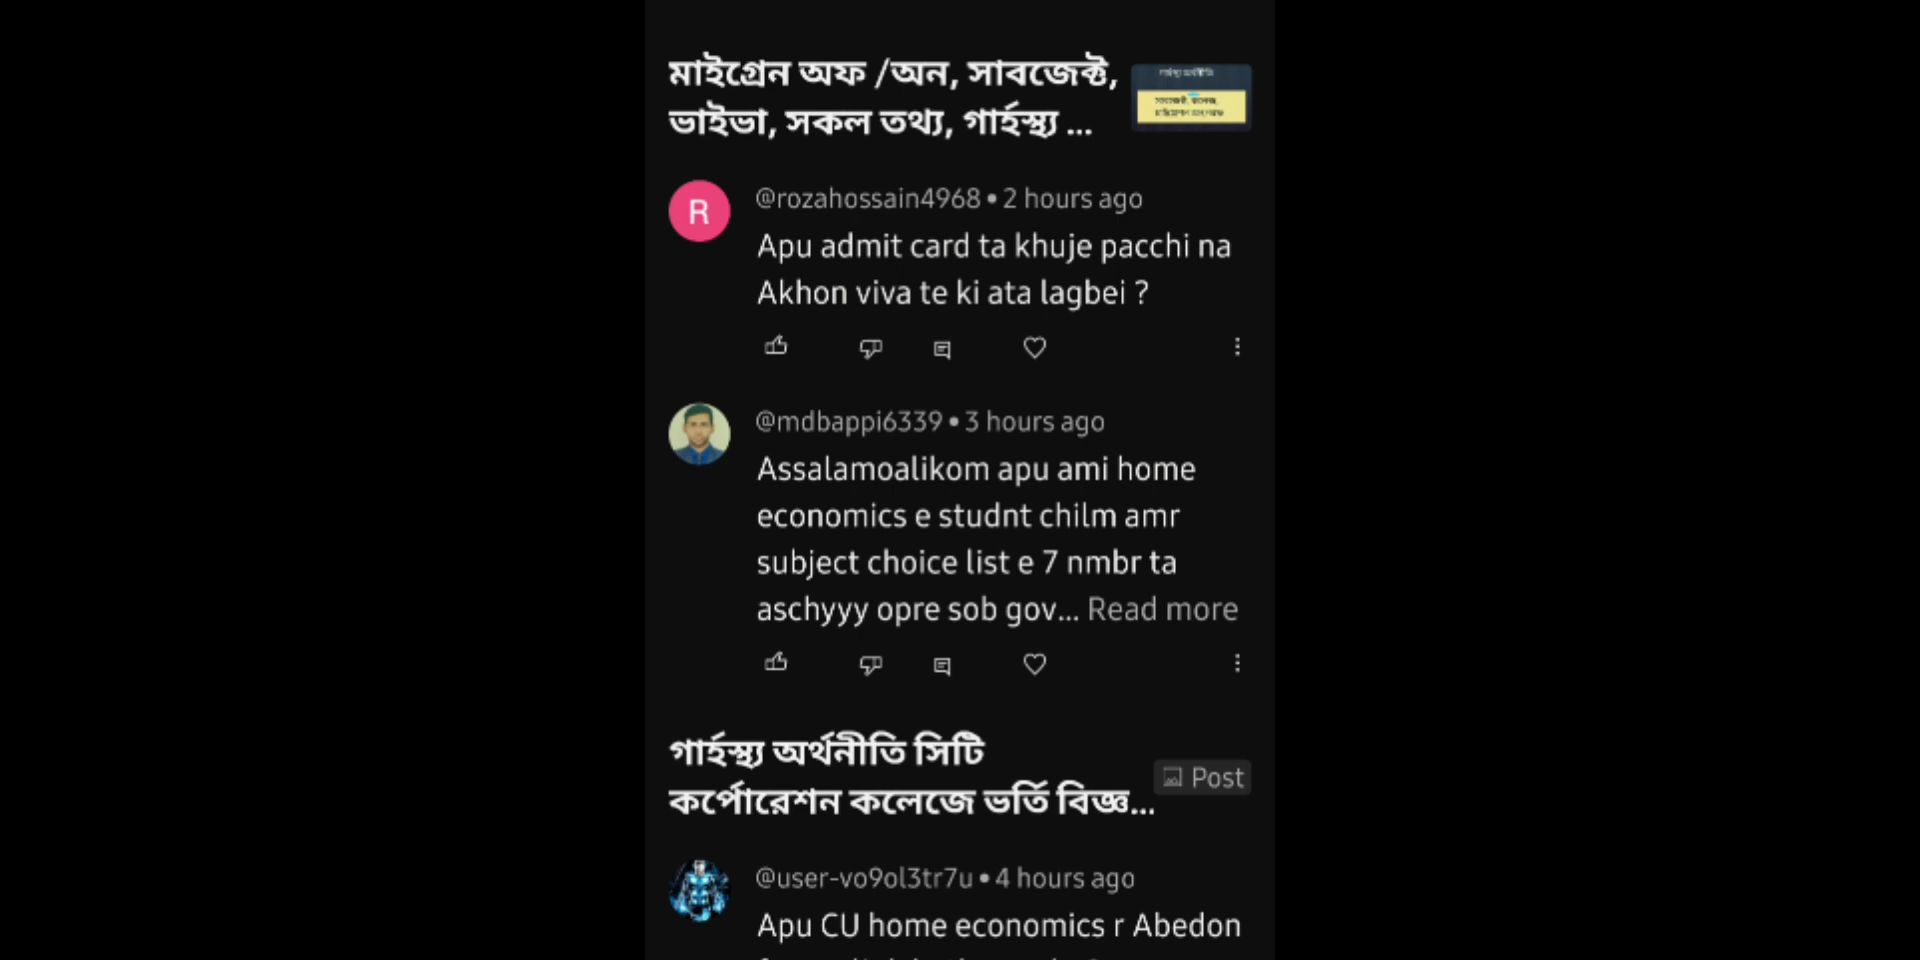 মাইগ্রেন অফ /অন, সাবজেক্ট,
ভাইভা, সকল তথ্য, গার্হস্থ্য ...
R
@rozahossain4968 • 2 hours ago
Apu admit card ta khuje pacchi na
Akhon viva te ki ata lagbei ?
@mdbappi6339 • 3 hours ago
Assalamoalikom apu ami home
economics e studnt chilm amr
subject choice list e 7 nmbr ta
aschyyy opre sob gov... Read more
গার্হস্থ্য অর্থনীতি সিটি
কর্পোরেশন কলেজে ভর্তি বিজ্ঞ...
Post
@user-vo9ol3tr7u • 4 hours ago
Apu CU home economics r Abedon